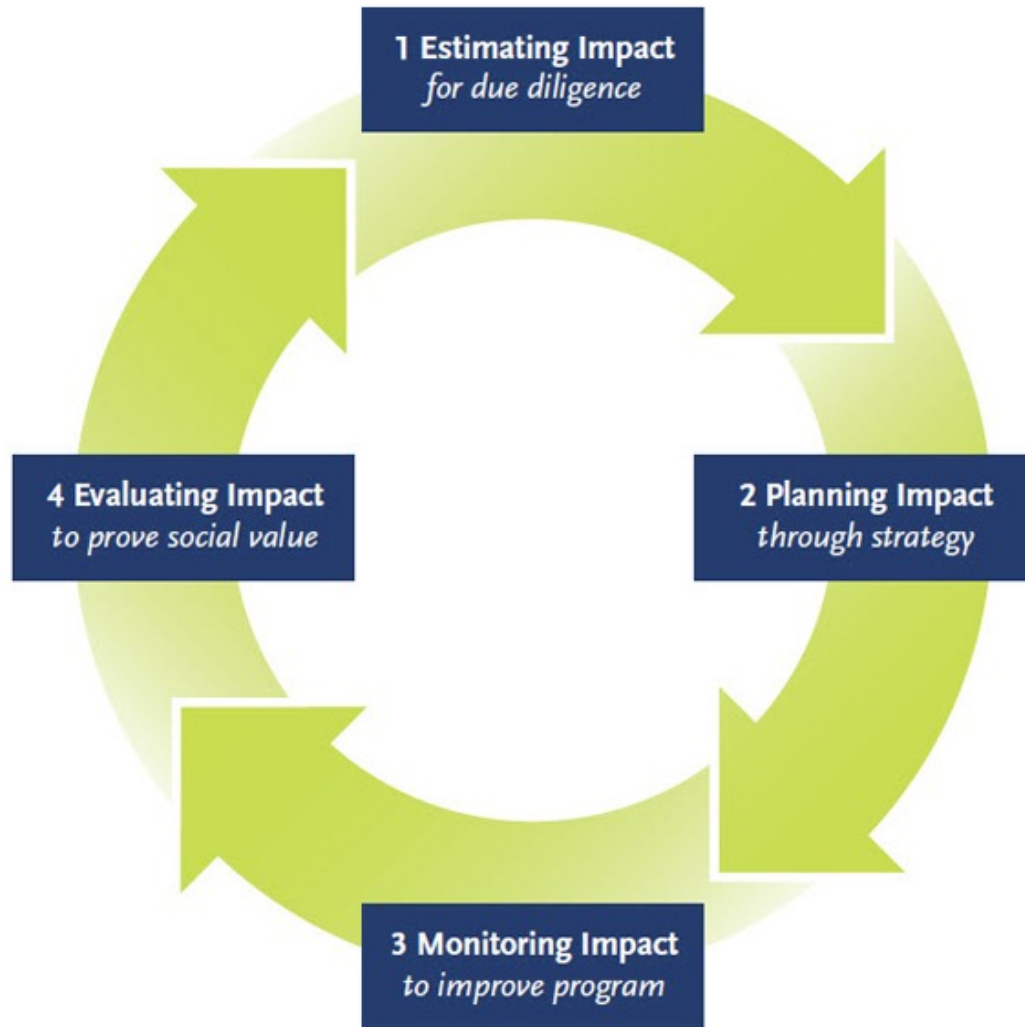 1 Estimating Impact
for due diligence
2 Planning Impact
through strategy
3 Monitoring Impact
to improve program
4 Evaluating Impact
to prove social value